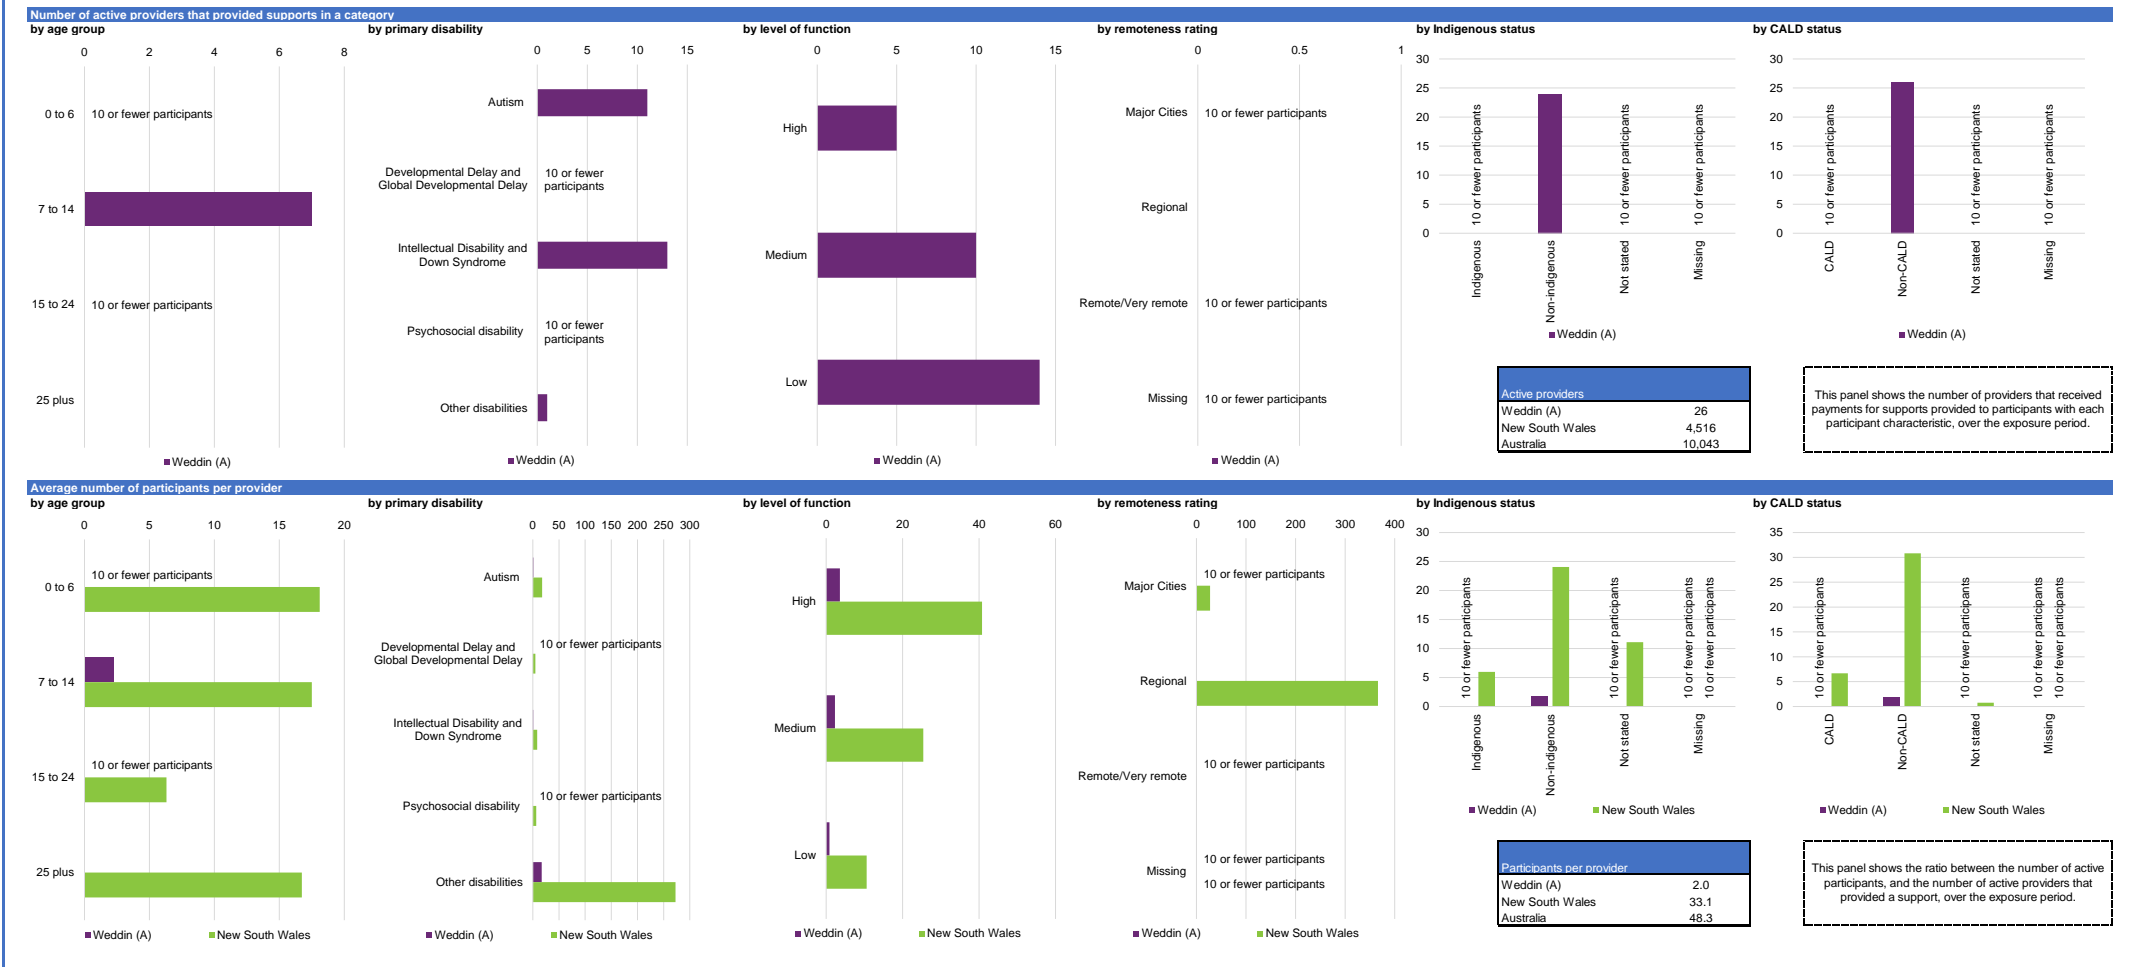 Number of active providers that provided supports in a category
by age group
0 2 4 6 8
0 to 6
10 or fewer participants
7 to 14
15 to 24
10 or fewer participants
25 plus
Weddin (A)
by primary disability
0 5 10 15
Autism
Developmental Delay and
Global Developmental Delay
10 or fewer
participants
Intellectual Disability and
Down Syndrome
Psychosocial disability
10 or fewer
participants
Other disabilities
Weddin (A)
by level of function
0 5 10 15
High
Medium
Low
Weddin (A)
by remoteness rating
0 0.5 1
Major Cities
10 or fewer participants
Regional
Remote/Very remote
10 or fewer participants
Missing
10 or fewer participants
Weddin (A)
by Indigenous status
30
25
20
15
10
5
0
10 or fewer participants
10 or fewer participants
10 or fewer participants
Indigenous
Non-indigenous
Not stated
Missing
Weddin (A)
by CALD status
30
25
20
15
10
5
0
10 or fewer participants
10 or fewer participants
10 or fewer participants
CALD
Non-CALD
Not stated
Missing
Weddin (A)
Active providers
Weddin (A) 26
New South Wales 4,516
Australia 10,043
This panel shows the number of providers that received
payments for supports provided to participants with each
participant characteristic, over the exposure period.
Average number of participants per provider
by age group
0 5 10 15 20
0 to 6
10 or fewer participants
7 to 14
15 to 24
10 or fewer participants
25 plus
Weddin (A) New South Wales
by primary disability
0 50 100 150 200 250 300
Autism
Developmental Delay and
Global Developmental Delay
10 or fewer participants
Intellectual Disability and
Down Syndrome
Psychosocial disability
10 or fewer participants
Other disabilities
Weddin (A) New South Wales
by level of function
0 20 40 60
High
Medium
Low
Weddin (A) New South Wales
by remoteness rating
0 100 200 300 400
Major Cities
10 or fewer participants
Regional
Remote/Very remote
10 or fewer participants
Missing
10 or fewer participants
10 or fewer participants
Weddin (A) New South Wales
by Indigenous status
30
25
20
15
10
5
0
10 or fewer participants
10 or fewer participants
10 or fewer participants
10 or fewer participants
Indigenous
Non-indigenous
Not stated
Missing
Weddin (A) New South Wales
by CALD status
35
30
25
20
15
10
5
0
10 or fewer participants
10 or fewer participants
10 or fewer participants
10 or fewer participants
CALD
Non-CALD
Not stated
Missing
Weddin (A) New South Wales
Participants per provider
Weddin (A) 2.0
New South Wales 33.1
Australia 48.3
This panel shows the ratio between the number of active
participants, and the number of active providers that
provided a support, over the exposure period.